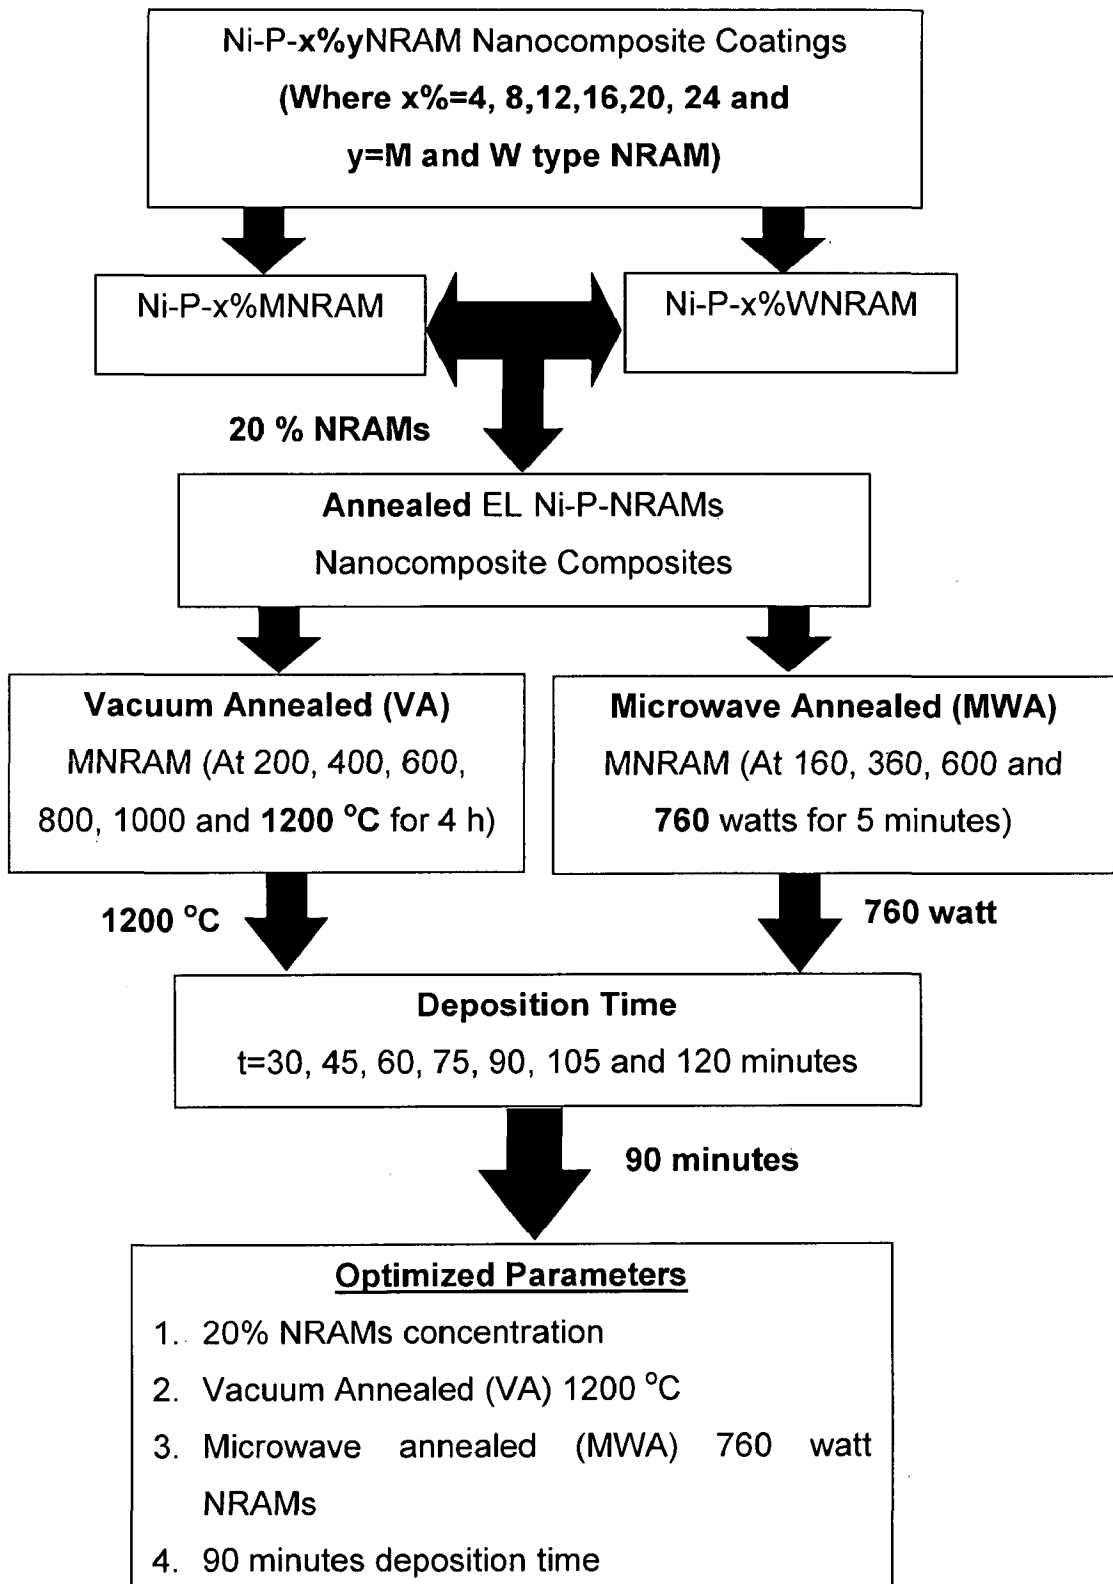 Ni-P-x%yNRAM Nanocomposite Coatings
(Where x%=4, 8,12,16,20, 24 and
y=M and W type NRAM)
Ni-P-x%MNRAM
Ni-P-x%WNRAM
20 % NRAMs
Annealed EL Ni-P-NRAMs
Nanocomposite Composites
Vacuum Annealed (VA)
MNRAM (At 200, 400, 600,
800, 1000 and 1200 °C for 4 h)
Microwave Annealed (MWA)
MNRAM (At 160, 360, 600 and
760 watts for 5 minutes)
1200 °C
760 watt
Deposition Time
t=30, 45, 60, 75, 90, 105 and 120 minutes
90 minutes
Optimized Parameters
1. 20% NRAMs concentration
2. Vacuum Annealed (VA) 1200 °C
3. Microwave annealed (MWA) 760 watt
NRAMs
4. 90 minutes deposition time